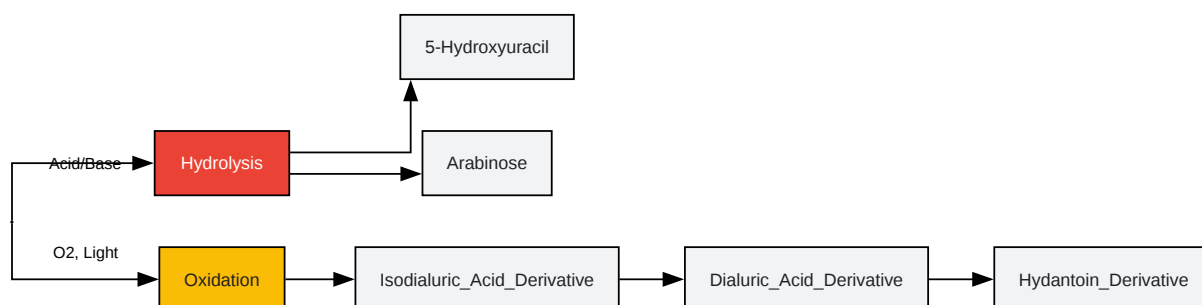 5-Hydroxyuracil
Acid/Base
Hydrolysis
Arabinose
O2, Light
Oxidation
Isodialuric_Acid_Derivative
Dialuric_Acid_Derivative
Hydantoin_Derivative